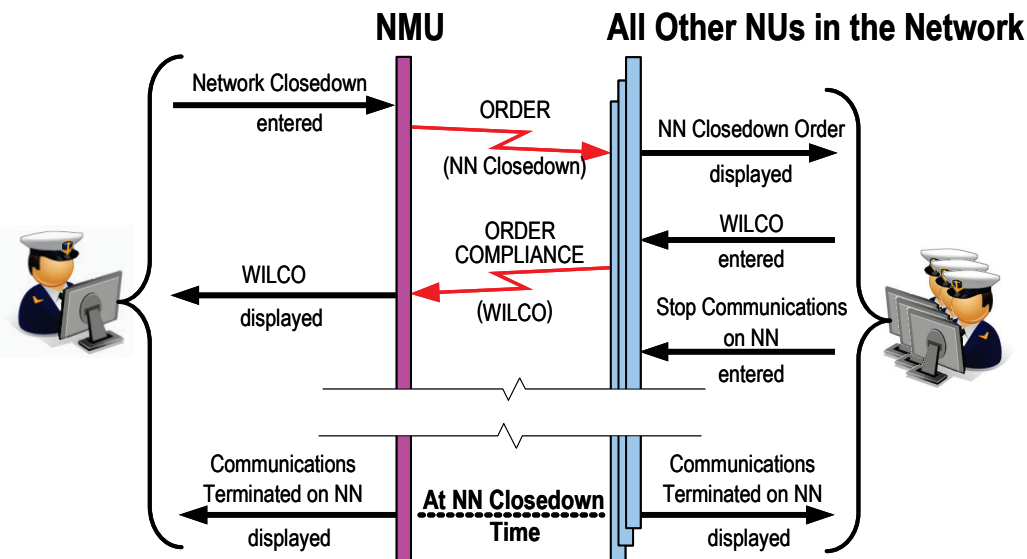 NMU
All Other NUs in the Network
Network Closedown
entered
ORDER
(NN Closedown)
NN Closedown Order
displayed
WILCO
entered
ORDER
COMPLIANCE
(WILCO)
WILCO
displayed
Stop Communications
on NN
entered
Communications
Terminated on NN
displayed
At NN Closedown
Time
Communications
Terminated on NN
displayed